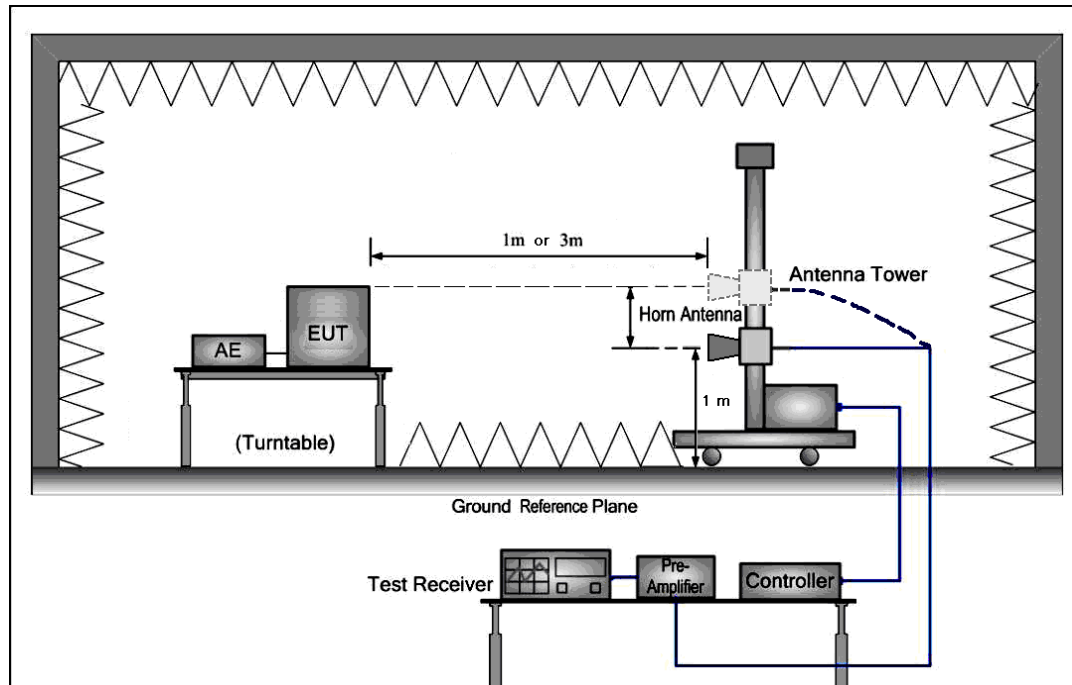 1m or 3m
Antenna Tower
Horn Antenna
EUT
AE
1 m
(Turntable)
Ground Reference Plane
Test Receiver
Pre-
Amplifier
Controller